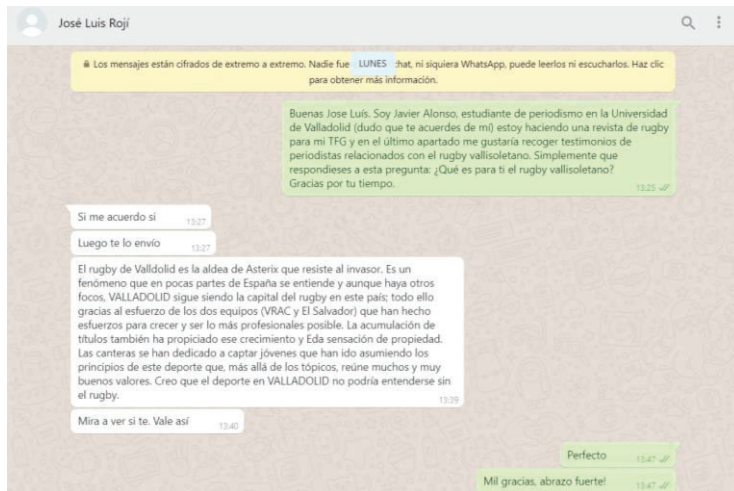 José Luis Rojí
Los mensajes están cifrados de extremo a extremo. Nadie fue LUNES chat, ni siquiera WhatsApp, puede leerlos ni escucharlos. Haz clic
para obtener más información.
Buenas Jose Luís. Soy Javier Alonso, estudiante de periodismo en la Universidad
de Valladolid (dudo que te acuerdes de mí) estoy haciendo una revista de rugby
para mi TFG y en el último apartado me gustaría recoger testimonios de
periodistas relacionados con el rugby vallisoletano. Simplemente que
respondieses a esta pregunta: ¿Qué es para ti el rugby vallisoletano?
Gracias por tu tiempo.
13:25
Si me acuerdo si
13:27
Luego te lo envío
13:27
El rugby de Valldolid es la aldea de Asterix que resiste al invasor. Es un
fenómeno que en pocas partes de España se entiende y aunque haya otros
focos, VALLADOLID sigue siendo la capital del rugby en este país; todo ello
gracias al esfuerzo de los dos equipos (VRAC y El Salvador) que han hecho
esfuerzos para crecer y ser lo más profesionales posible. La acumulación de
títulos también ha propiciado ese crecimiento y Eda sensación de propiedad.
Las canteras se han dedicado a captar jóvenes que han ido asumiendo los
principios de este deporte que, más allá de los tópicos, reúne muchos y muy
buenos valores. Creo que el deporte en VALLADOLID no podría entenderse sin
el rugby.
13:39
Mira a ver si te. Vale así
13:40
Perfecto
13:47
Mil gracias, abrazo fuerte!
13:47